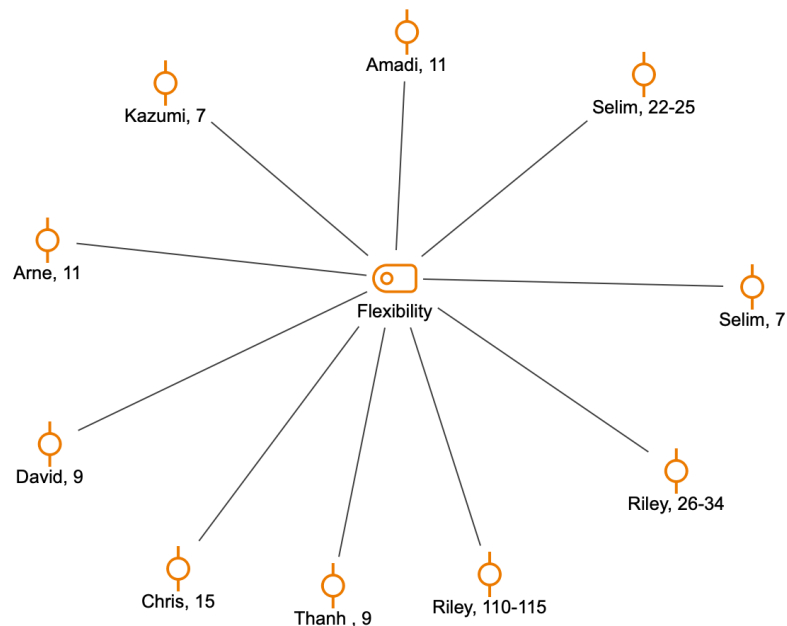 Amadi, 11
Selim, 22-25
Kazumi, 7
Arne, 11
Flexibility
Selim, 7
David, 9
Riley, 26-34
Chris, 15
Thanh , 9
Riley, 110-115